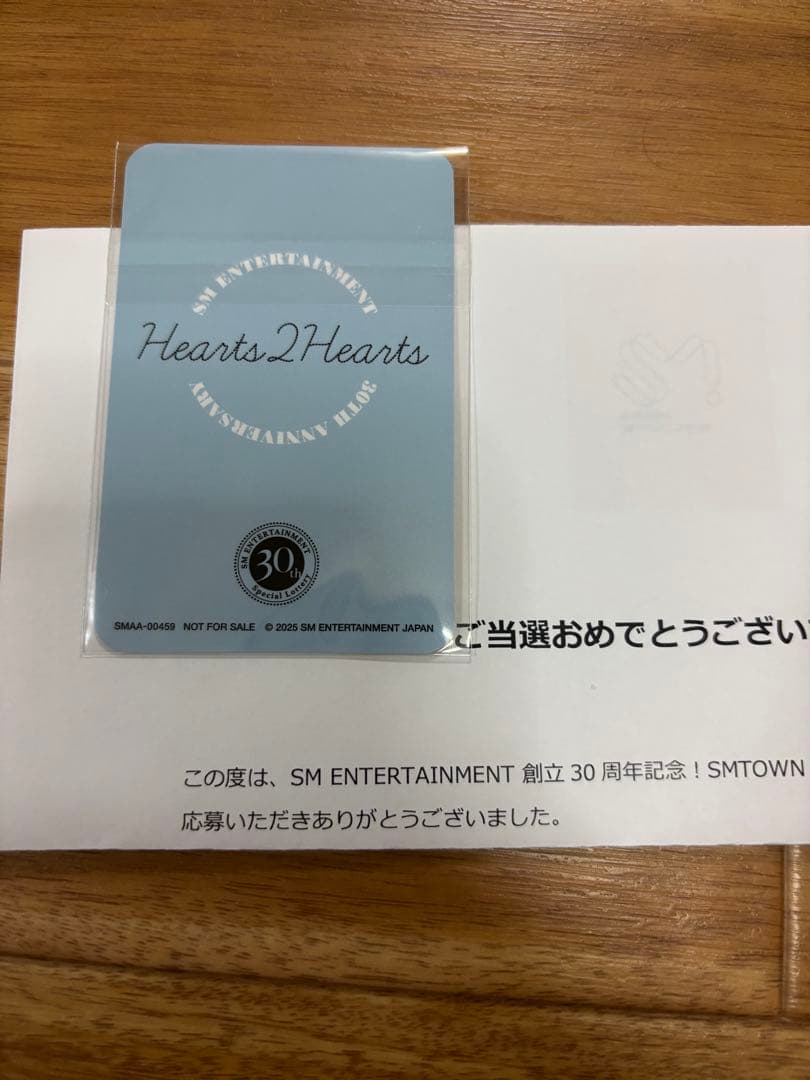 SM ENTERTAINMENT
Hearts2Hearts
30TH ANNIVERSARY
SM ENTERTAINMENT
30th
Special Lottery
SMAA-00459 NOT FOR SALE © 2025 SM ENTERTAINMENT JAPAN
ご当選おめでとうござい
この度は、SM ENTERTAINMENT 創立 30 周年記念！SMTOWN
応募いただきありがとうございました。